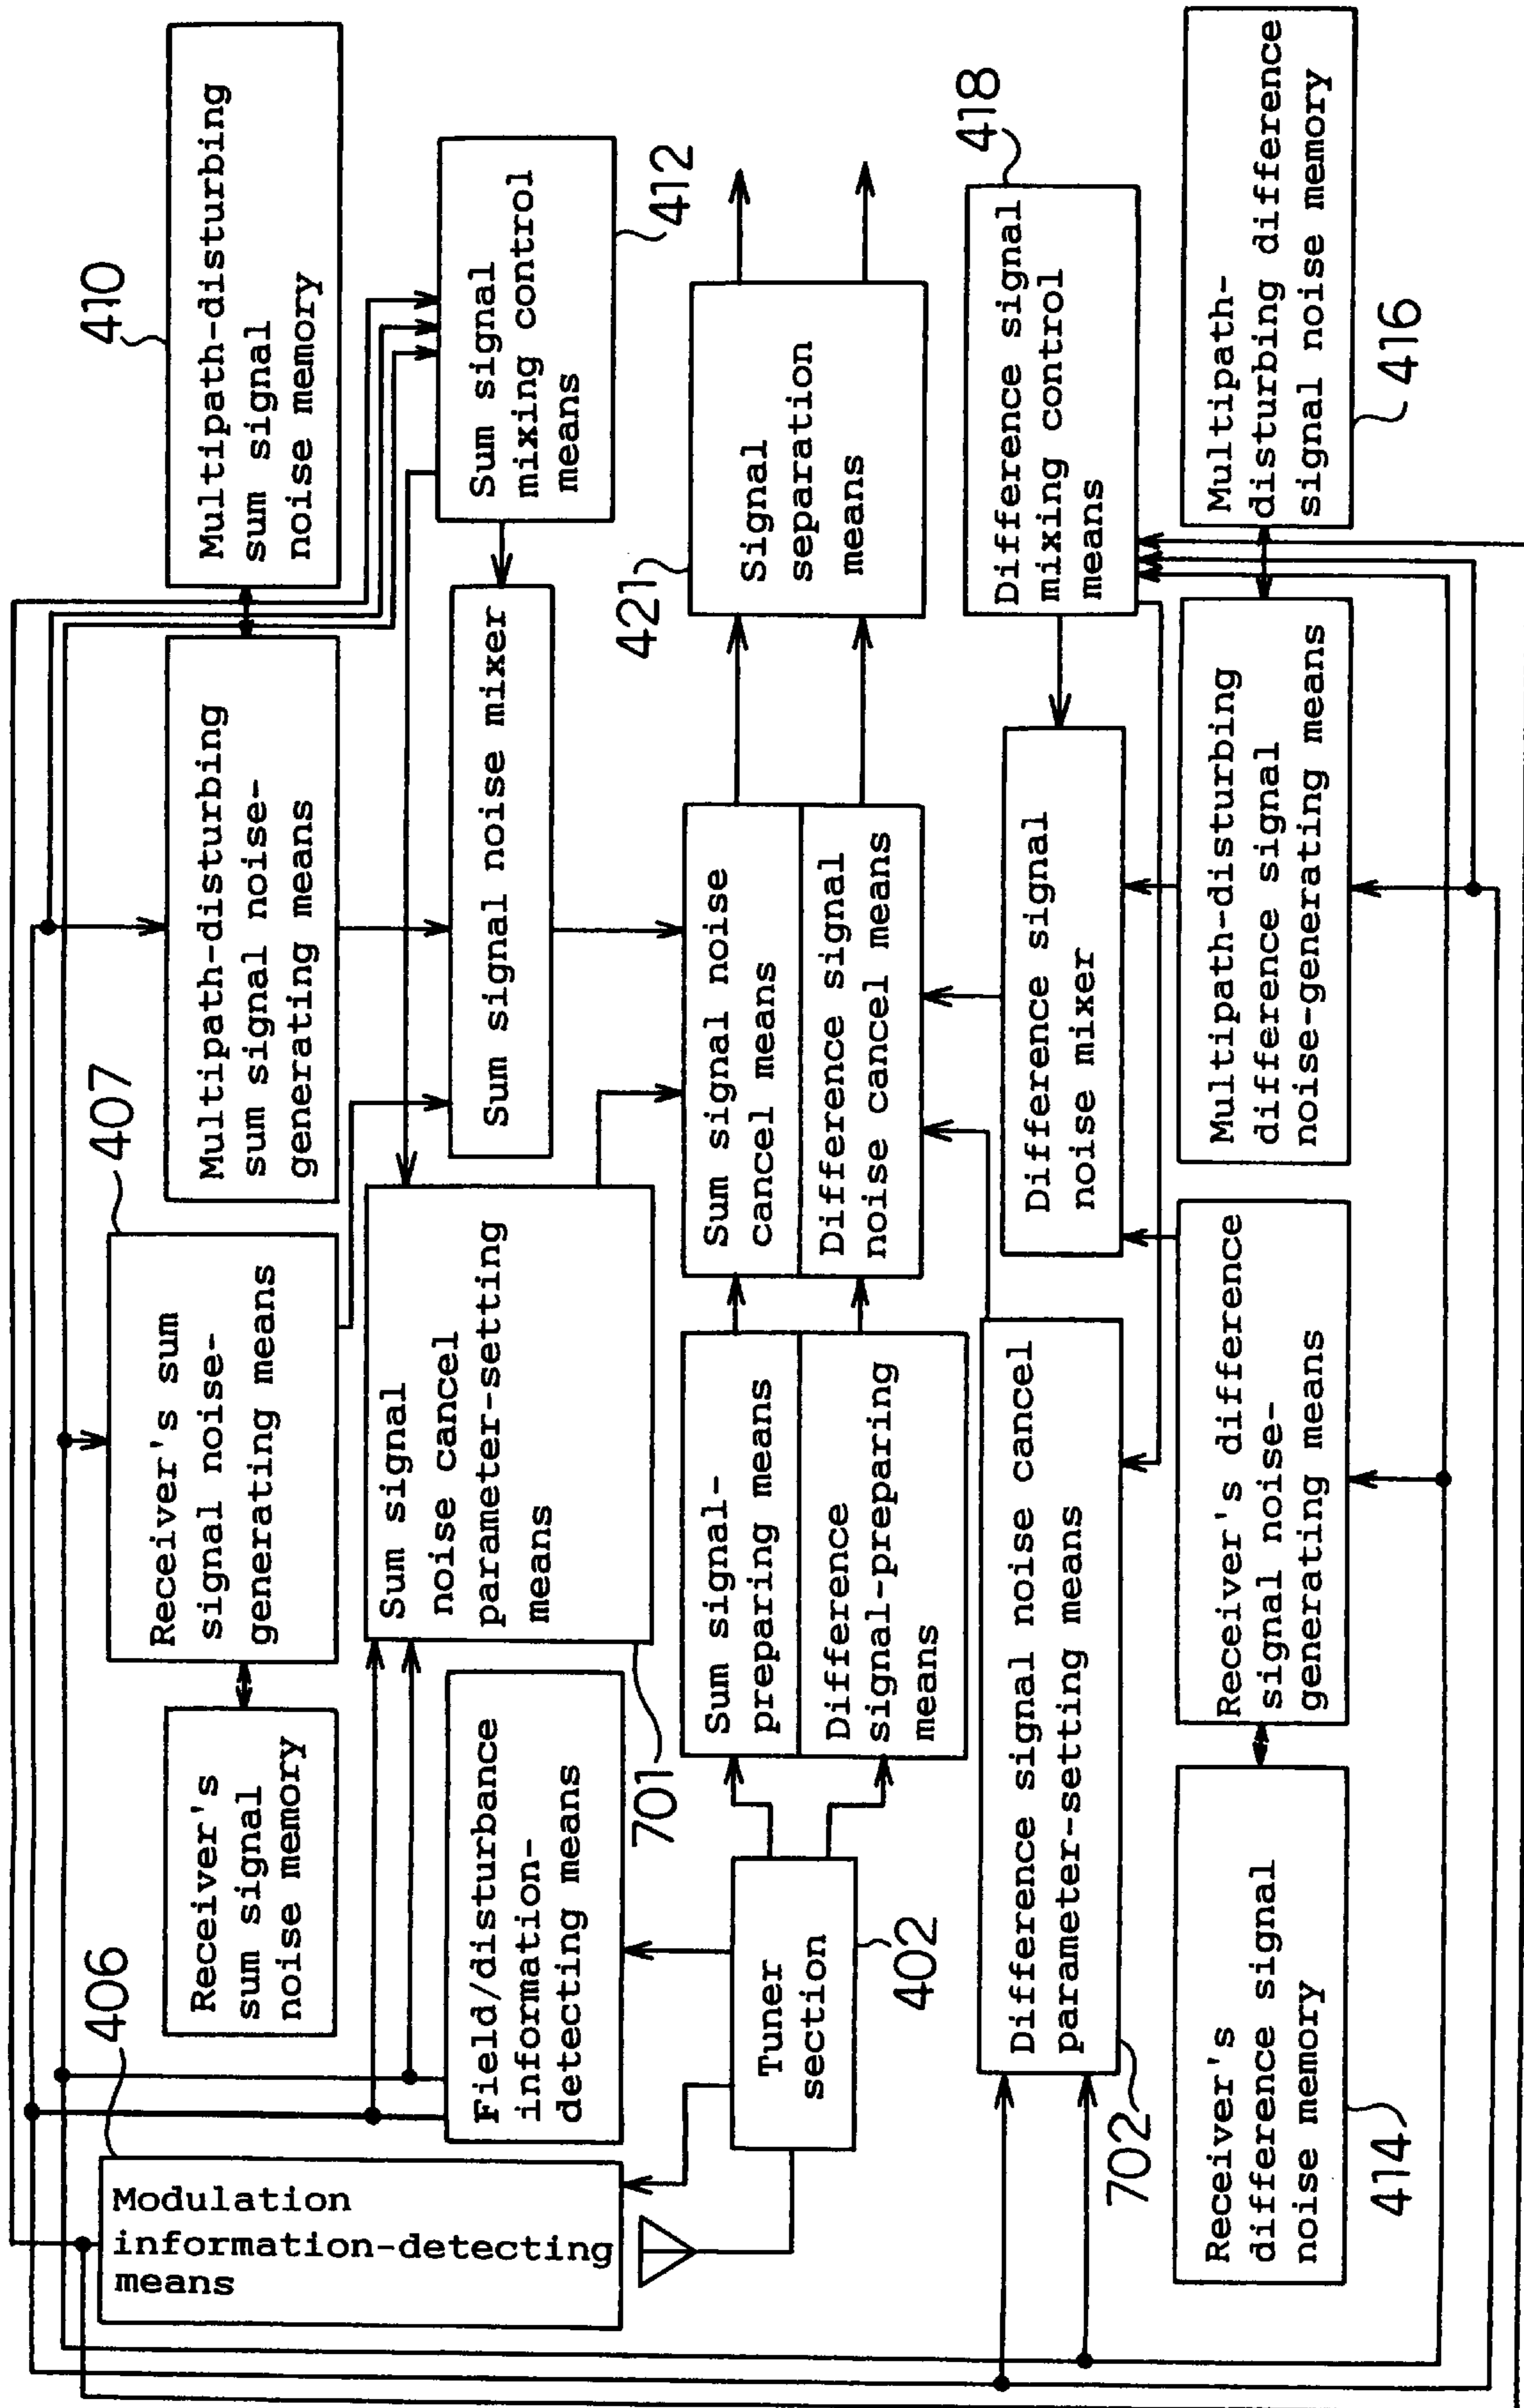 406
Modulation
information-detecting
means
Receiver's
sum signal
noise memory
407
Receiver's sum
signal noise-
generating means
Multipath-disturbing
sum signal noise-
generating means
410
Multipath-disturbing
sum signal
noise memory
Field/disturbance
information-
detecting means
701
Sum signal
noise cancel
parameter-setting
means
Sum signal noise mixer
Sum signal
mixing control
means
412
Tuner
section
402
Sum signal-
preparing means
Difference
signal-preparing
means
Sum signal noise
cancel means
Difference signal
noise cancel means
421
Signal
separation
means
702
Difference signal noise cancel
parameter-setting means
Difference signal
noise mixer
Difference signal
mixing control
means
418
Receiver's
difference signal
noise memory
414
Receiver's difference
signal noise-
generating means
Multipath-disturbing
difference signal
noise-generating means
Multipath-
disturbing difference
signal noise memory
416